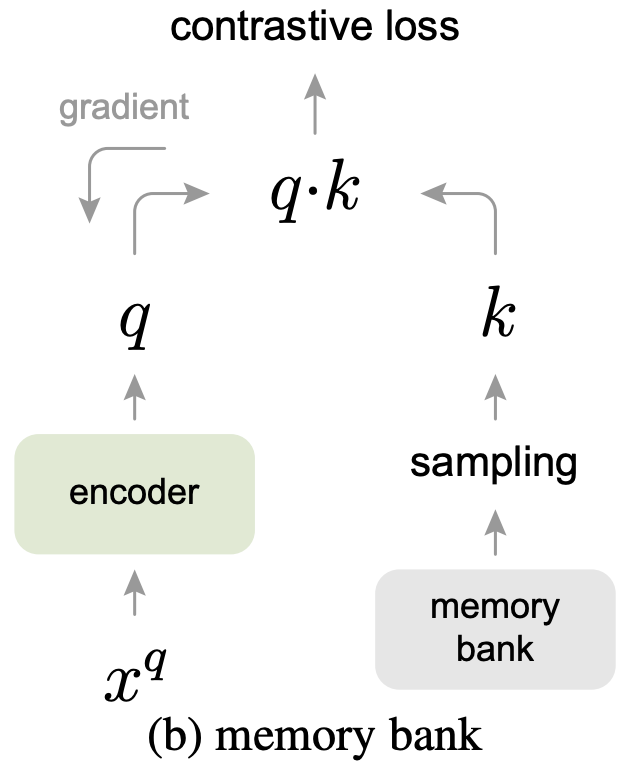 contrastive loss
gradient
q·k
q
k
encoder
sampling
memory
bank
x^q
(b) memory bank